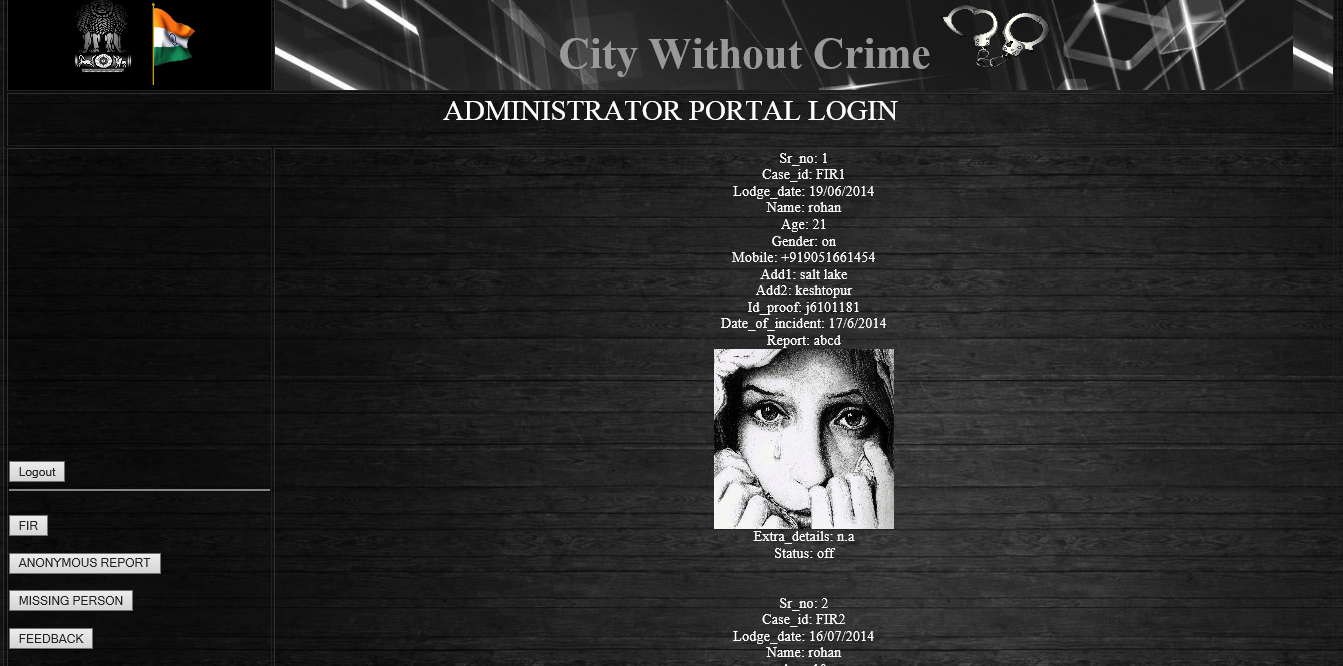 City Without Crime
ADMINISTRATOR PORTAL LOGIN
Sr_no: 1
Case_id: FIR1
Lodge_date: 19/06/2014
Name: rohan
Age: 21
Gender: on
Mobile: +919051661454
Add1: salt lake
Add2: keshtopur
Id_proof: j6101181
Date_of_incident: 17/6/2014
Report: abcd
Extra_details: n.a
Status: off
Sr_no: 2
Case_id: FIR2
Lodge_date: 16/07/2014
Name: rohan
Logout
FIR
ANONYMOUS REPORT
MISSING PERSON
FEEDBACK